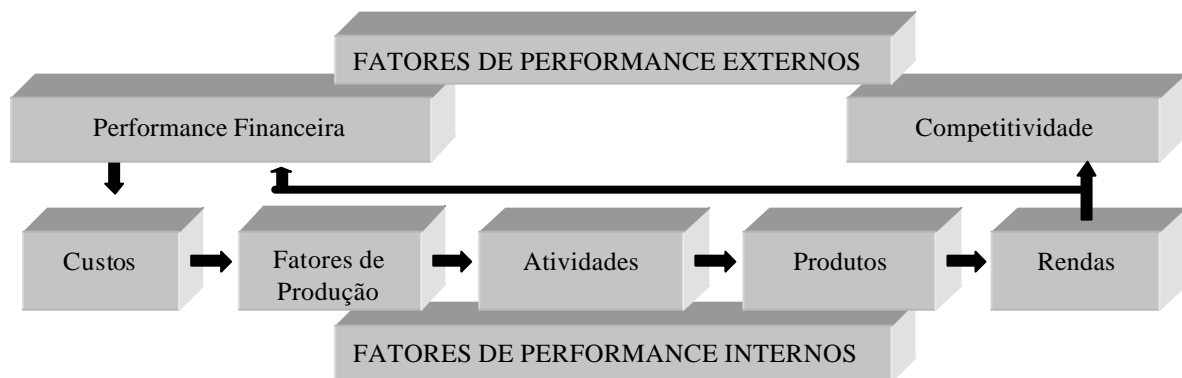 FATORES DE PERFORMANCE EXTERNOS
Performance Financeira
Competitividade
Custos
Fatores de
Produção
Atividades
Produtos
Rendas
FATORES DE PERFORMANCE INTERNOS